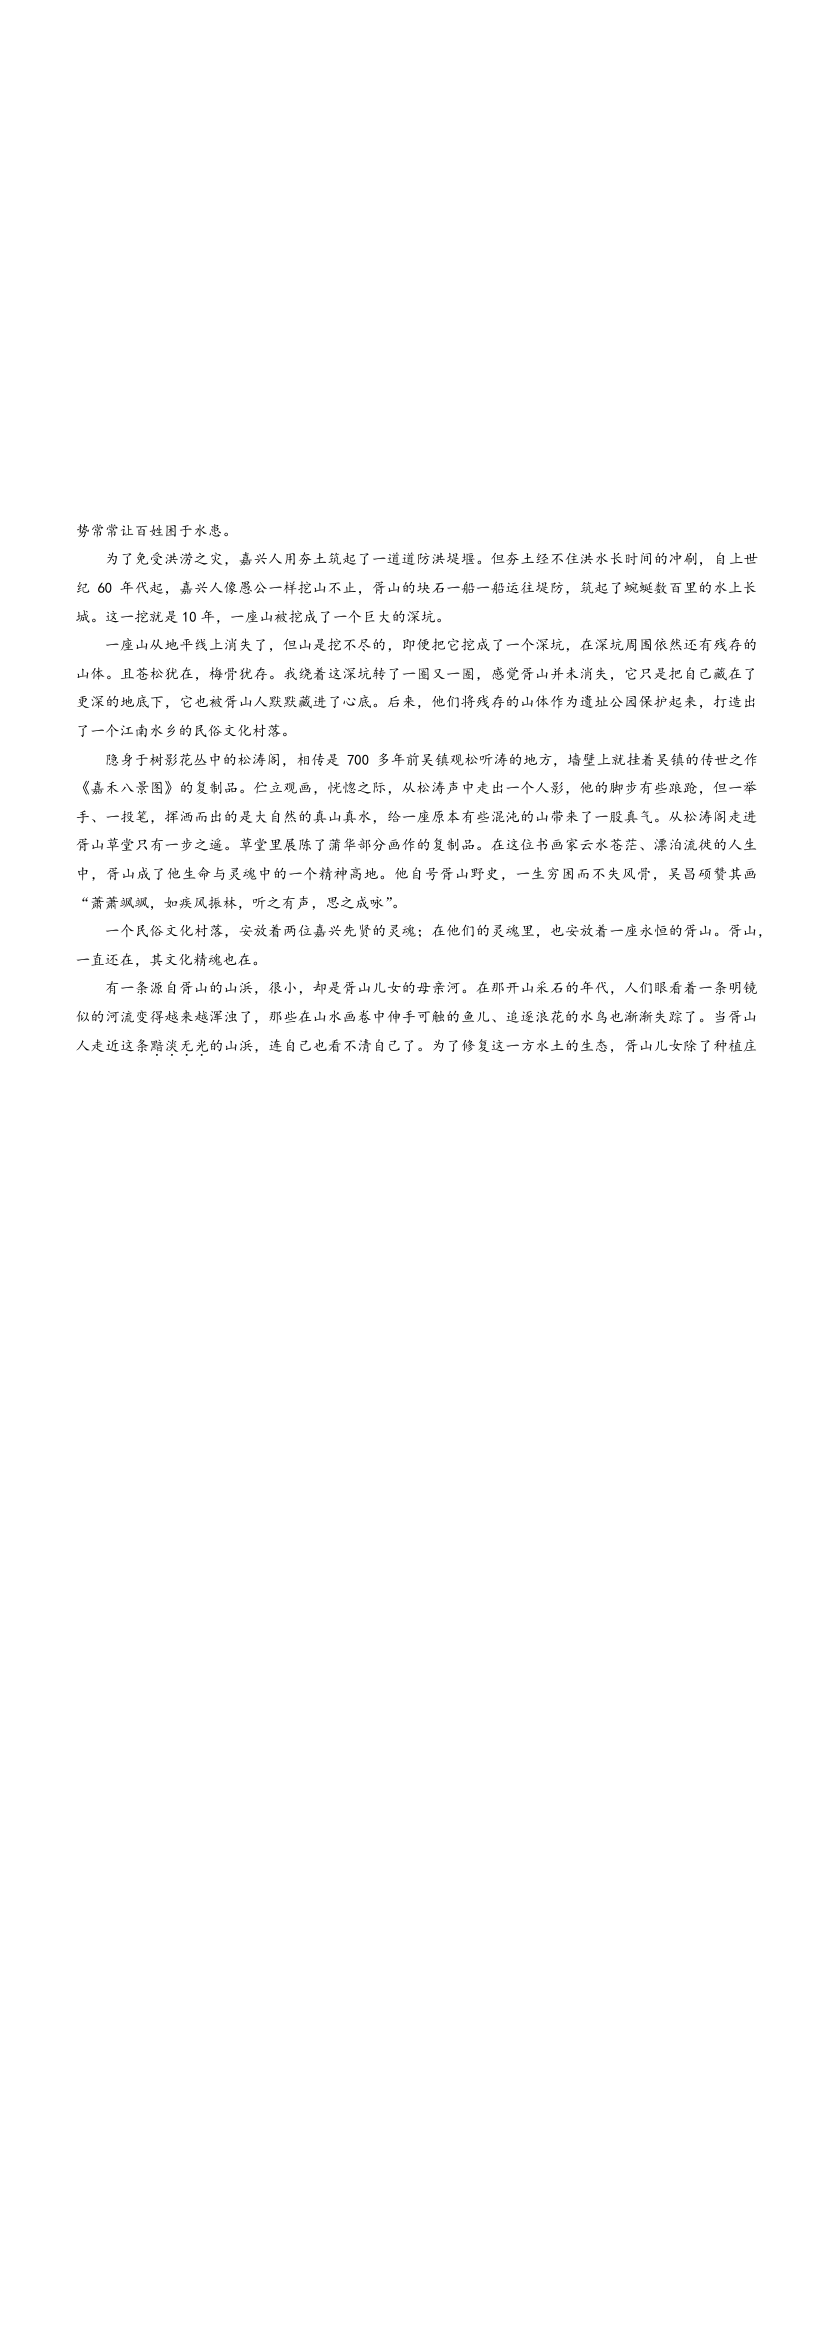 势常常让百姓困于水患。
为了免受洪涝之灾，嘉兴人用夯土筑起了一道道防洪堤堰。但夯土经不住洪水长时间的冲刷，自上世
纪 60 年代起，嘉兴人像愚公一样挖山不止，胥山的块石一船一船运往堤防，筑起了蜿蜒数百里的水上长
城。这一挖就是10年，一座山被挖成了一个巨大的深坑。
一座山从地平线上消失了，但山是挖不尽的，即便把它挖成了一个深坑，在深坑周围依然还有残存的
山体。且苍松犹在，梅骨犹存。我绕着这深坑转了一圈又一圈，感觉胥山并未消失，它只是把自己藏在了
更深的地底下，它也被胥山人默默藏进了心底。后来，他们将残存的山体作为遗址公园保护起来，打造出
了一个江南水乡的民俗文化村落。
隐身于树影花丛中的松涛阁，相传是 700 多年前吴镇观松听涛的地方，墙壁上就挂着吴镇的传世之作
《嘉禾八景图》的复制品。伫立观画，恍惚之际，从松涛声中走出一个人影，他的脚步有些踉跄，但一举
手、一投笔，挥洒而出的是大自然的真山真水，给一座原本有些混沌的山带来了一股真气。从松涛阁走进
胥山草堂只有一步之遥。草堂里展陈了蒲华部分画作的复制品。在这位书画家云水苍茫、漂泊流徙的人生
中，胥山成了他生命与灵魂中的一个精神高地。他自号胥山野史，一生穷困而不失风骨，吴昌硕赞其画
“萧萧飒飒，如疾风振林，听之有声，思之成咏”。
一个民俗文化村落，安放着两位嘉兴先贤的灵魂；在他们的灵魂里，也安放着一座永恒的胥山。胥山，
一直还在，其文化精魂也在。
有一条源自胥山的山浜，很小，却是胥山儿女的母亲河。在那开山采石的年代，人们眼看着一条明镜
似的河流变得越来越浑浊了，那些在山水画卷中伸手可触的鱼儿、追逐浪花的水鸟也渐渐失踪了。当胥山
人走近这条黯淡无光的山浜，连自己也看不清自己了。为了修复这一方水土的生态，胥山儿女除了种植庄